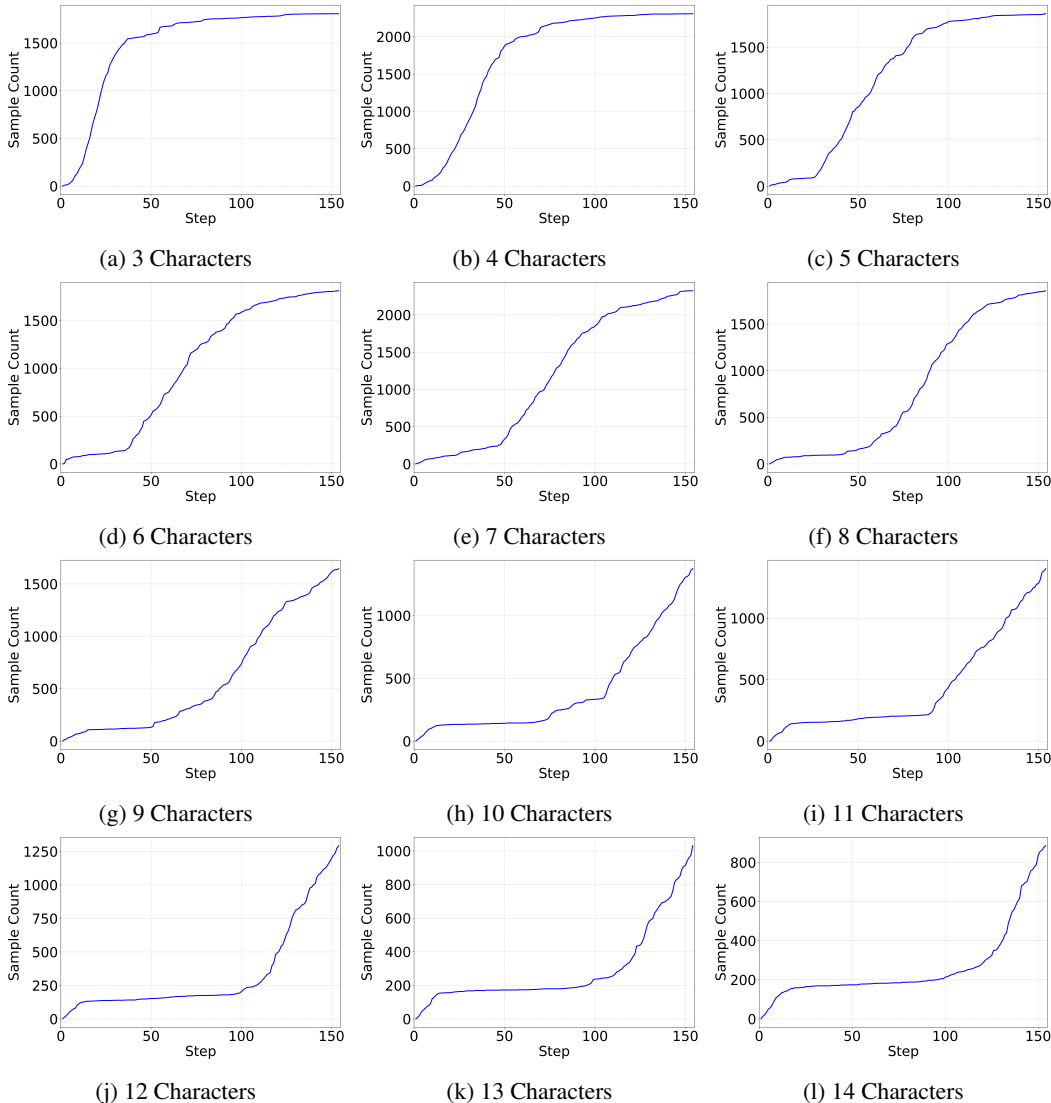 1500
1000
500
0
Sample Count
0 50 100 150
Step
(a) 3 Characters
2000
1500
1000
500
0
Sample Count
0 50 100 150
Step
(b) 4 Characters
1500
1000
500
0
Sample Count
0 50 100 150
Step
(c) 5 Characters
1500
1000
500
0
Sample Count
0 50 100 150
Step
(d) 6 Characters
2000
1500
1000
500
0
Sample Count
0 50 100 150
Step
(e) 7 Characters
1500
1000
500
0
Sample Count
0 50 100 150
Step
(f) 8 Characters
1500
1000
500
0
Sample Count
0 50 100 150
Step
(g) 9 Characters
1000
500
0
Sample Count
0 50 100 150
Step
(h) 10 Characters
1000
500
0
Sample Count
0 50 100 150
Step
(i) 11 Characters
1250
1000
750
500
250
0
Sample Count
0 50 100 150
Step
(j) 12 Characters
1000
800
600
400
200
0
Sample Count
0 50 100 150
Step
(k) 13 Characters
800
600
400
200
0
Sample Count
0 50 100 150
Step
(l) 14 Characters